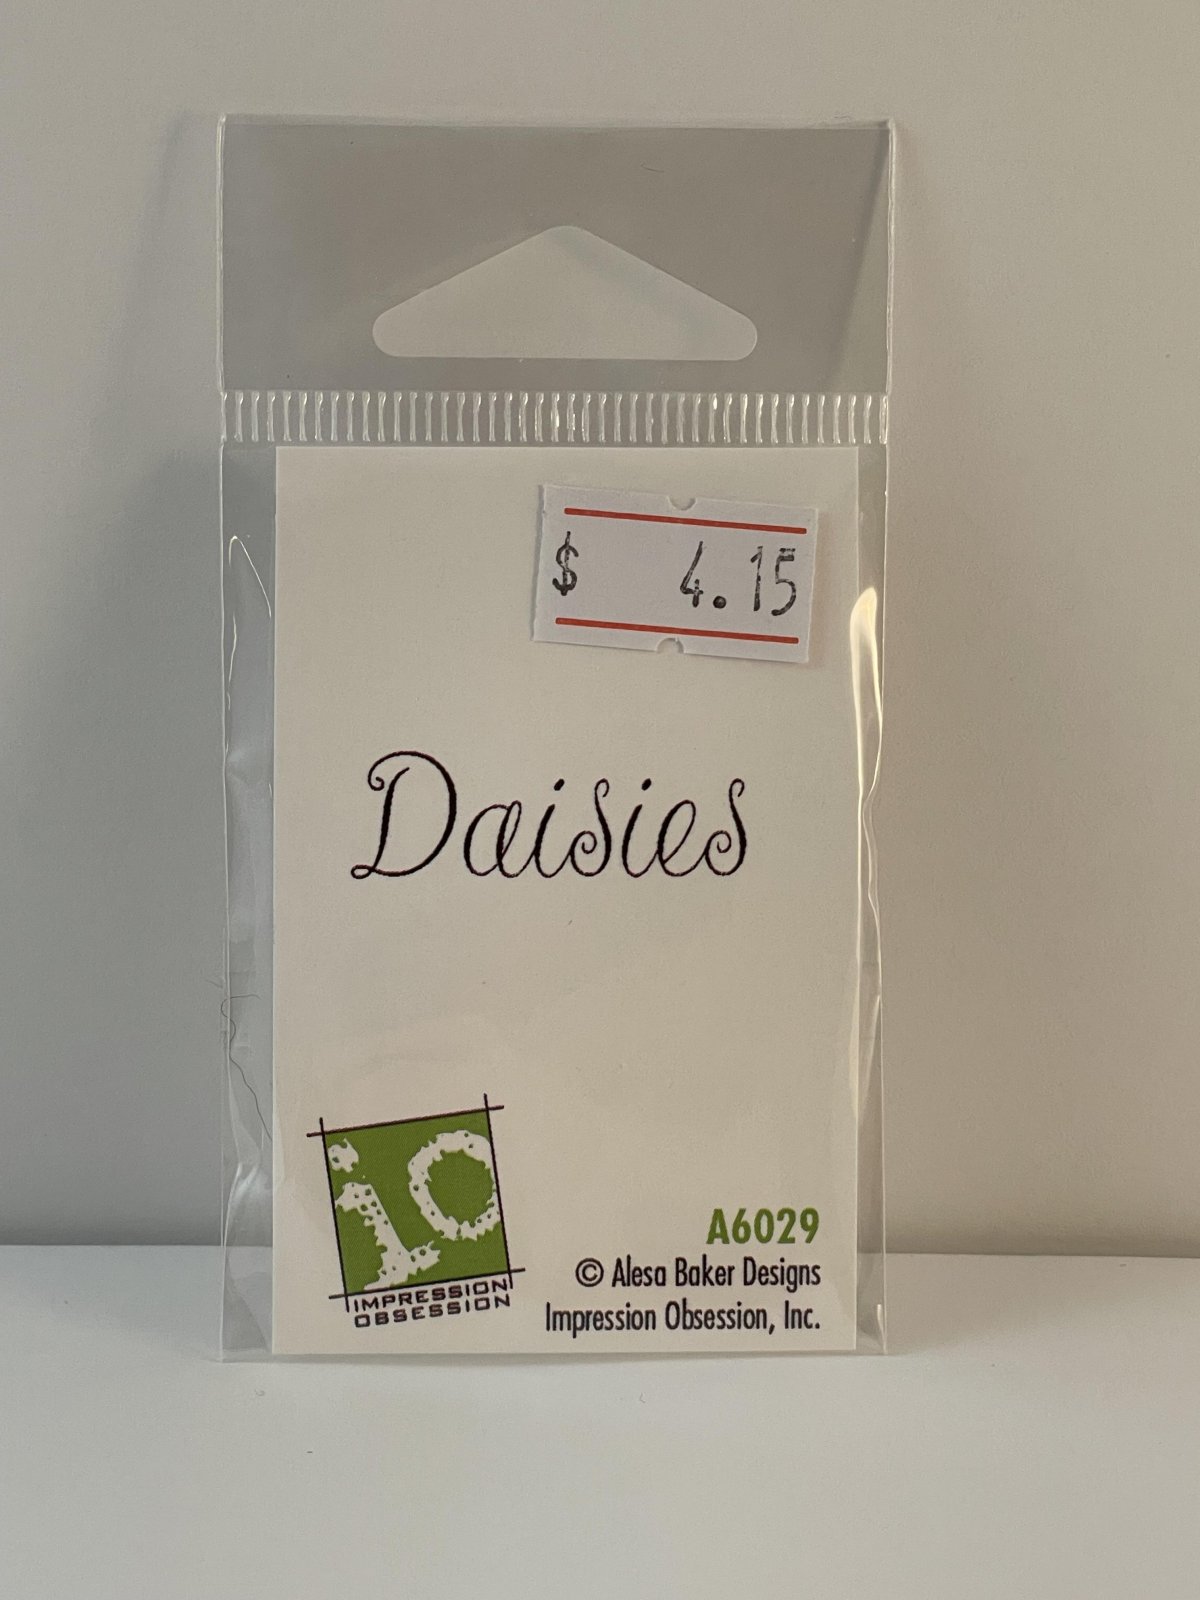 $ 4.15
Daisies
io
IMPRESSION
OBSESSION
A6029
© Alesa Baker Designs
Impression Obsession, Inc.